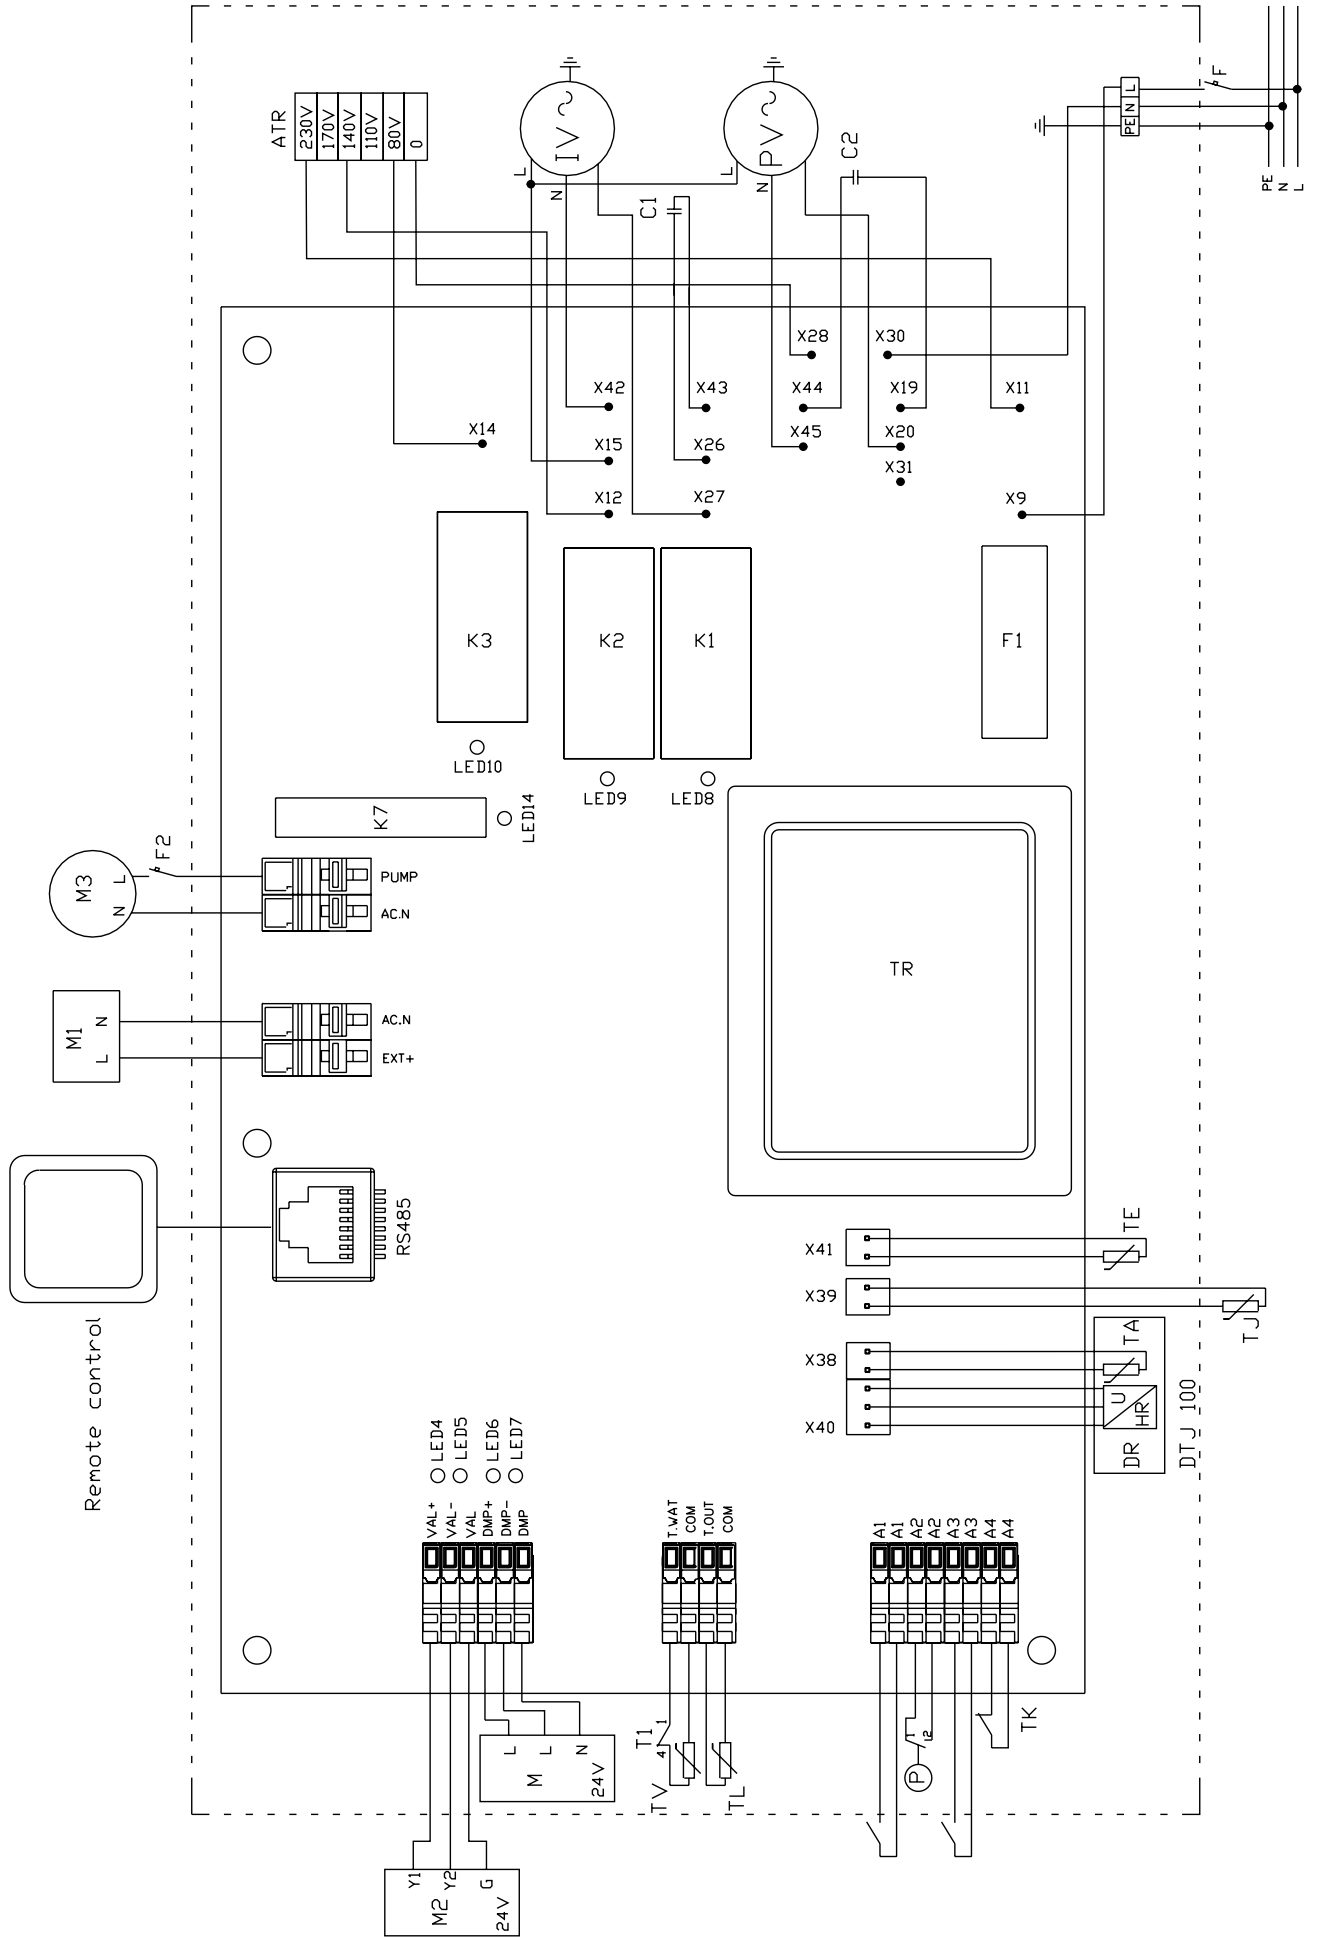 ATR
230V
170V
140V
110V
80V
0
IV
L
N
PV
L
N
C1
C2
PE
N
L
F
PE
N
L
X28
X30
X42
X43
X44
X19
X11
X14
X15
X26
X45
X20
X31
X12
X27
X9
K3
K2
K1
F1
LED10
LED9
LED8
K7
LED14
M3
L
N
F2
PUMP
AC.N
M1
N
L
AC.N
EXT+
TR
Remote control
RS485
X41
TE
X39
TJ
X38
TA
X40
U
HR
DR
DTJ 100
LED4
LED5
LED6
LED7
VAL+
VAL-
VAL
DMP+
DMP-
DMP
T.WAT
COM
T.OUT
COM
A1
A1
A2
A2
A3
A3
A4
A4
L
L
N
M
24V
T1
1
4
TV
TL
1
2
P
TK
Y1
Y2
G
M2
24V